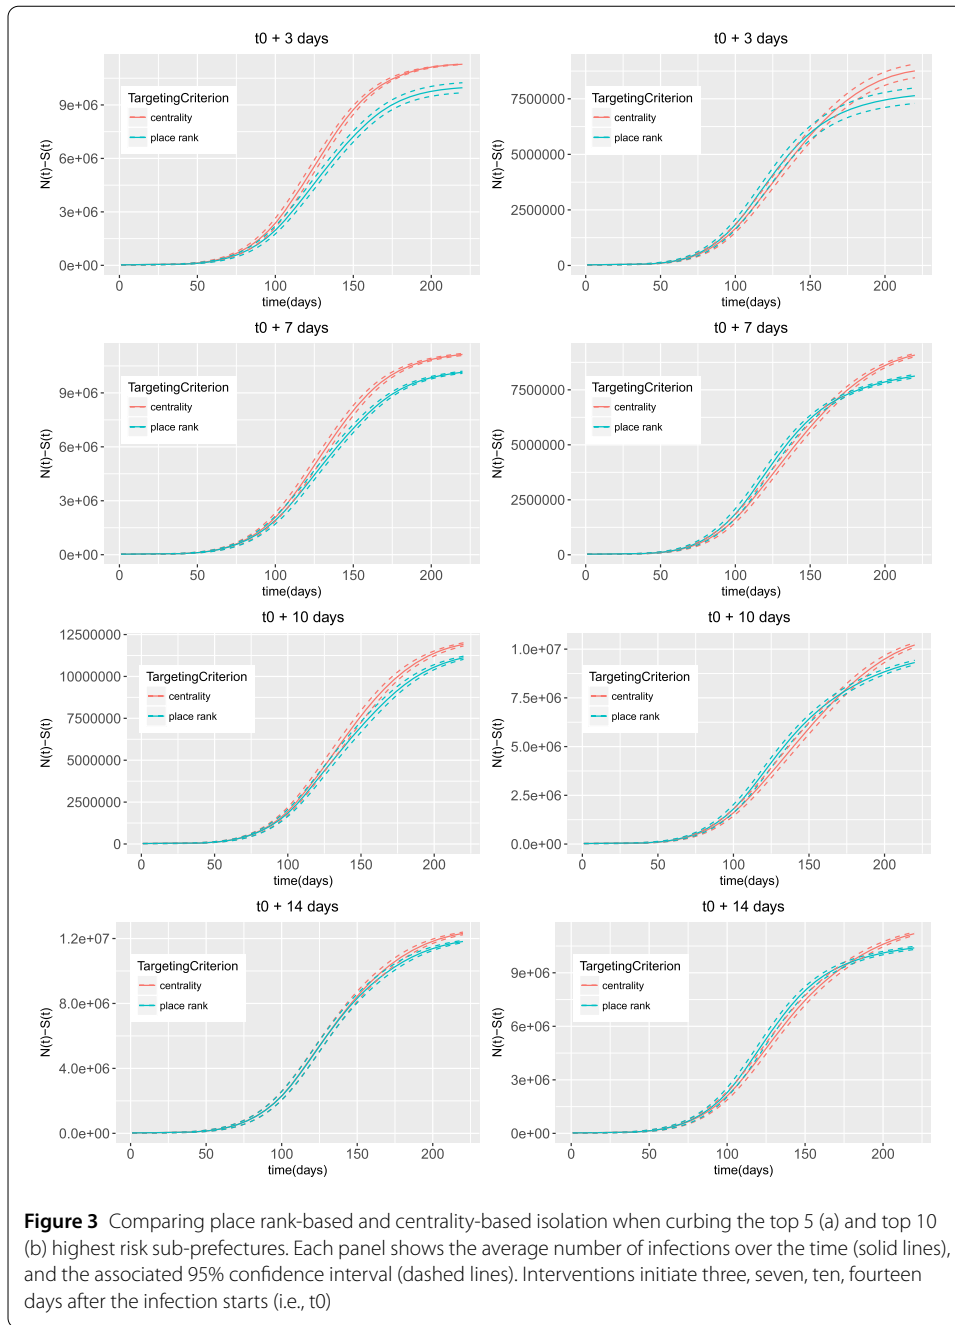 t0 + 3 days
N(t)−S(t)
9e+06
6e+06
3e+06
0e+00
TargetingCriterion
centrality
place rank
0 50 100 150 200
time(days)
t0 + 3 days
N(t)−S(t)
7500000
5000000
2500000
0
TargetingCriterion
centrality
place rank
0 50 100 150 200
time(days)
t0 + 7 days
N(t)−S(t)
9e+06
6e+06
3e+06
0e+00
TargetingCriterion
centrality
place rank
0 50 100 150 200
time(days)
t0 + 7 days
N(t)−S(t)
7500000
5000000
2500000
0
TargetingCriterion
centrality
place rank
0 50 100 150 200
time(days)
t0 + 10 days
N(t)−S(t)
12500000
10000000
7500000
5000000
2500000
0
TargetingCriterion
centrality
place rank
0 50 100 150 200
time(days)
t0 + 10 days
N(t)−S(t)
1.0e+07
7.5e+06
5.0e+06
2.5e+06
0.0e+00
TargetingCriterion
centrality
place rank
0 50 100 150 200
time(days)
t0 + 14 days
N(t)−S(t)
1.2e+07
8.0e+06
4.0e+06
0.0e+00
TargetingCriterion
centrality
place rank
0 50 100 150 200
time(days)
t0 + 14 days
N(t)−S(t)
9e+06
6e+06
3e+06
0e+00
TargetingCriterion
centrality
place rank
0 50 100 150 200
time(days)
Figure 3 Comparing place rank-based and centrality-based isolation when curbing the top 5 (a) and top 10
(b) highest risk sub-prefectures. Each panel shows the average number of infections over the time (solid lines),
and the associated 95% confidence interval (dashed lines). Interventions initiate three, seven, ten, fourteen
days after the infection starts (i.e., t0)